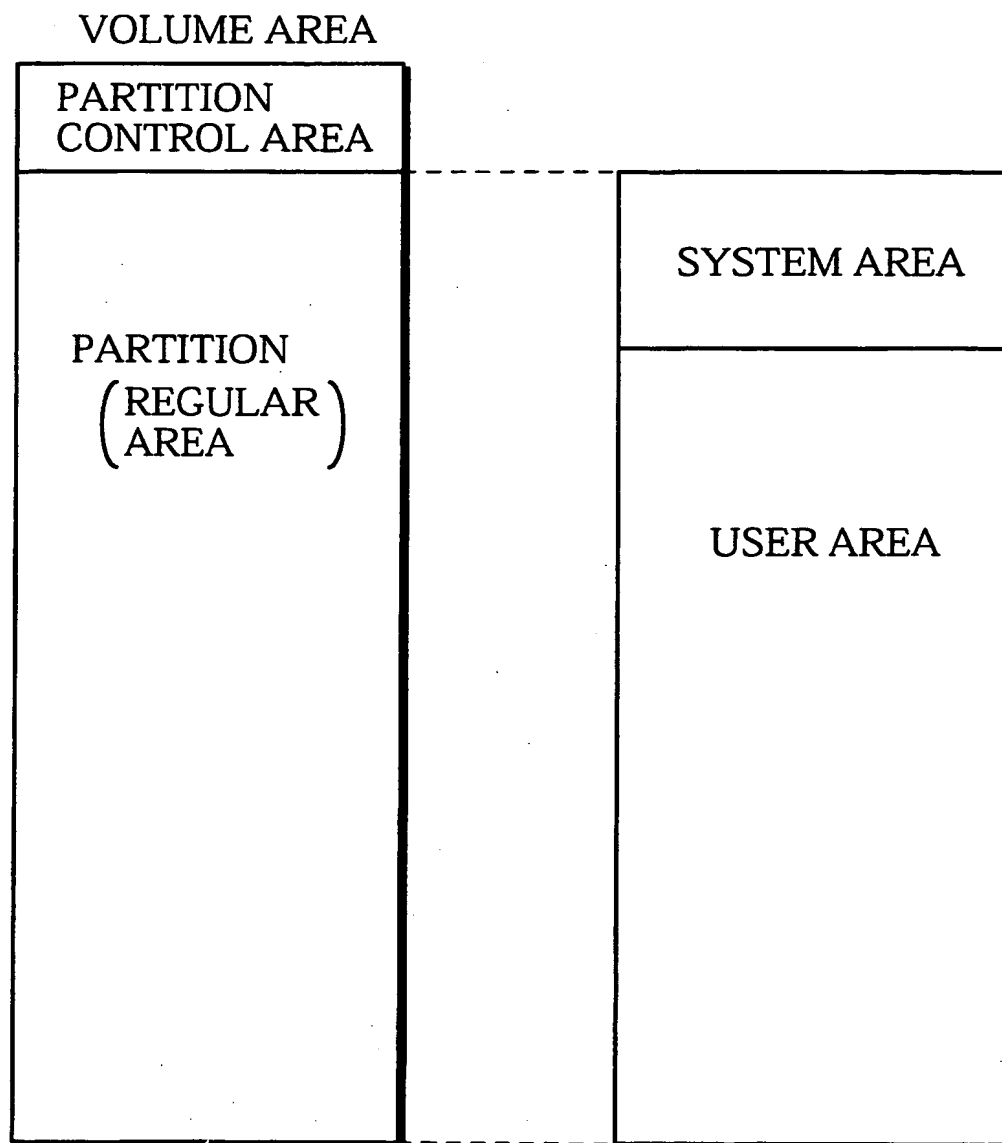 VOLUME AREA
PARTITION
CONTROL AREA
PARTITION
(REGULAR
AREA)
SYSTEM AREA
USER AREA